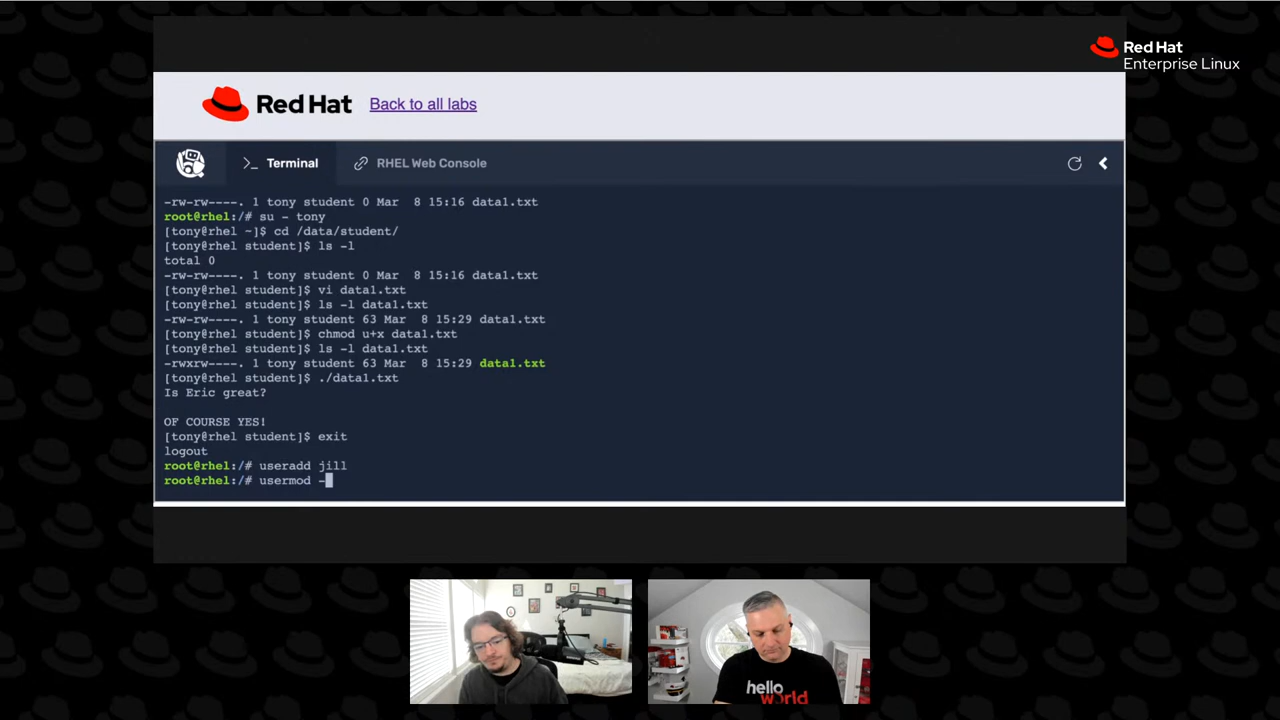 Red Hat
Enterprise Linux
Red Hat
Back to all labs
>_ Terminal
RHEL Web Console
-rw-rw----. 1 tony student 0 Mar  8 15:16 data1.txt
root@rhel:/# su - tony
[tony@rhel ~]$ cd /data/student/
[tony@rhel student]$ ls -l
total 0
-rw-rw----. 1 tony student 0 Mar  8 15:16 data1.txt
[tony@rhel student]$ vi data1.txt
[tony@rhel student]$ ls -l data1.txt
-rw-rw----. 1 tony student 63 Mar  8 15:29 data1.txt
[tony@rhel student]$ chmod u+x data1.txt
[tony@rhel student]$ ls -l data1.txt
-rwxrw----. 1 tony student 63 Mar  8 15:29 data1.txt
[tony@rhel student]$ ./data1.txt
Is Eric great?
OF COURSE YES!
[tony@rhel student]$ exit
logout
root@rhel:/# useradd jill
root@rhel:/# usermod -
hello
world